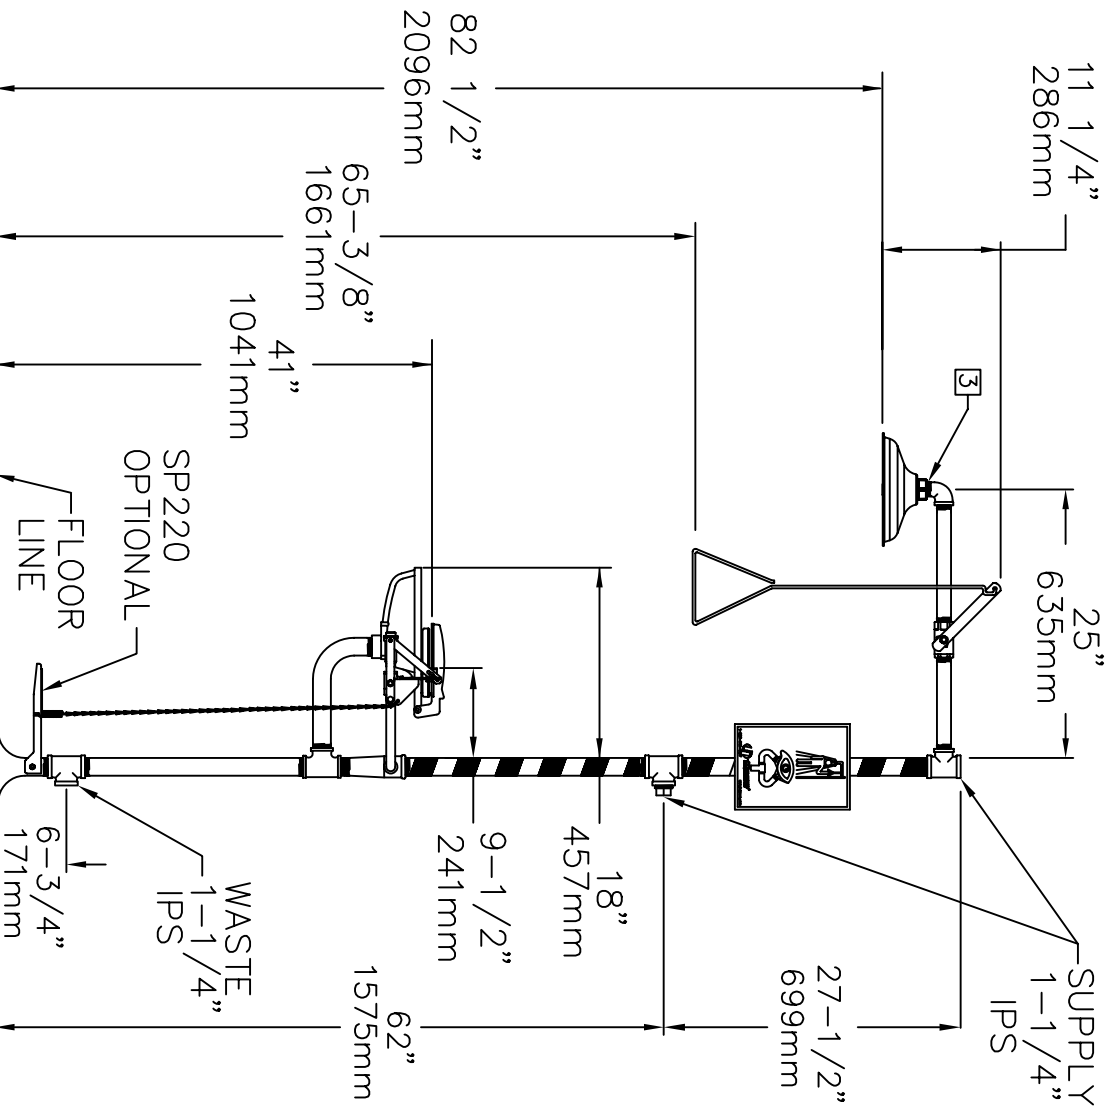 11 1/4”
286mm
82 1/2”
2096mm
65-3/8”
1661mm
41”
1041mm
3
25”
635mm
SP220
OPTIONAL
FLOOR
LINE
18”
457mm
9-1/2”
241mm
6-3/4”
171mm
WASTE
1-1/4”
IPS
SUPPLY
1-1/4”
IPS
27-1/2”
699mm
62”
1575mm